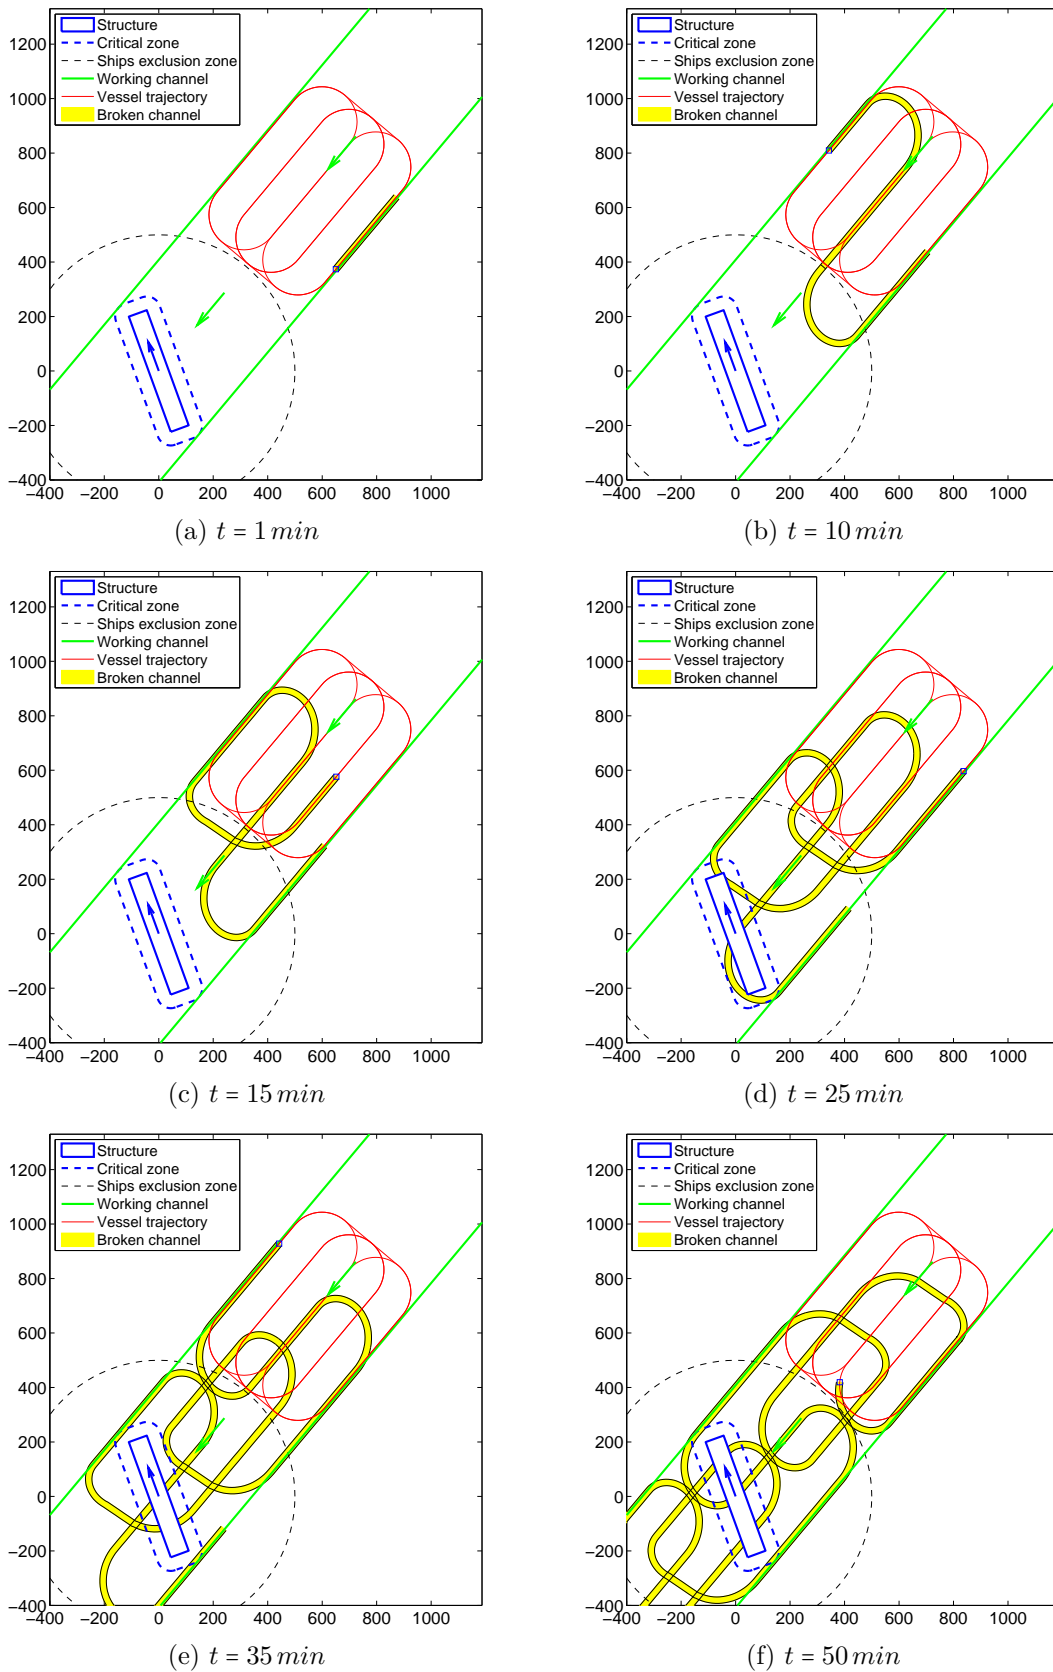 1200
1000
800
600
400
200
0
−200
−400
−400 −200 0 200 400 600 800 1000
Structure
Critical zone
Ships exclusion zone
Working channel
Vessel trajectory
Broken channel
(a) t = 1 min
1200
1000
800
600
400
200
0
−200
−400
−400 −200 0 200 400 600 800 1000
Structure
Critical zone
Ships exclusion zone
Working channel
Vessel trajectory
Broken channel
(b) t = 10 min
1200
1000
800
600
400
200
0
−200
−400
−400 −200 0 200 400 600 800 1000
Structure
Critical zone
Ships exclusion zone
Working channel
Vessel trajectory
Broken channel
(c) t = 15 min
1200
1000
800
600
400
200
0
−200
−400
−400 −200 0 200 400 600 800 1000
Structure
Critical zone
Ships exclusion zone
Working channel
Vessel trajectory
Broken channel
(d) t = 25 min
1200
1000
800
600
400
200
0
−200
−400
−400 −200 0 200 400 600 800 1000
Structure
Critical zone
Ships exclusion zone
Working channel
Vessel trajectory
Broken channel
(e) t = 35 min
1200
1000
800
600
400
200
0
−200
−400
−400 −200 0 200 400 600 800 1000
Structure
Critical zone
Ships exclusion zone
Working channel
Vessel trajectory
Broken channel
(f) t = 50 min